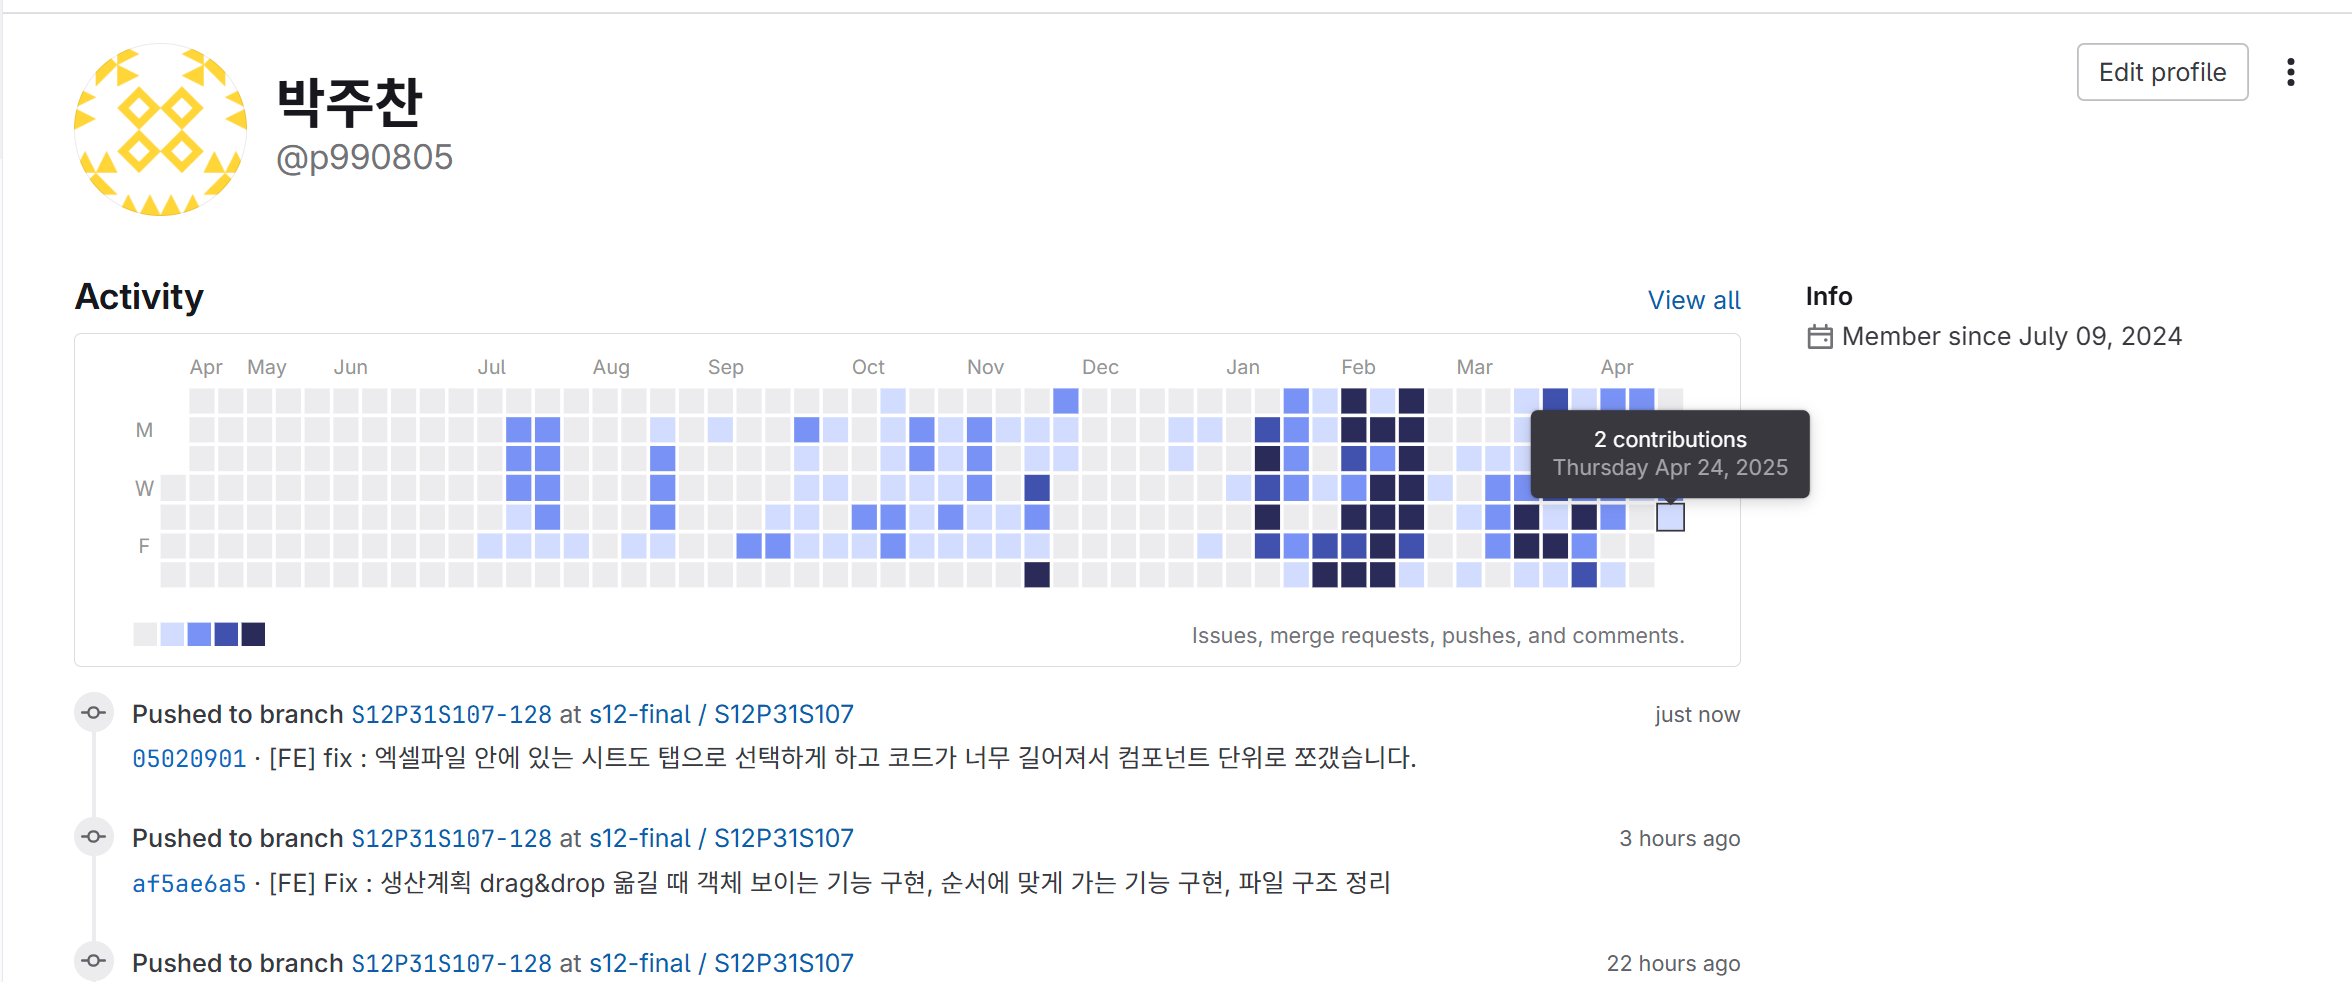 박주찬
@p990805
Edit profile
Activity
View all
Info
Member since July 09, 2024
Apr May Jun Jul Aug Sep Oct Nov Dec Jan Feb Mar Apr
M
W
F
2 contributions
Thursday Apr 24, 2025
Issues, merge requests, pushes, and comments.
Pushed to branch S12P31S107-128 at s12-final / S12P31S107 just now
05020901 · [FE] fix : 엑셀파일 안에 있는 시트도 탭으로 선택하게 하고 코드가 너무 길어져서 컴포넌트 단위로 쪼갰습니다.
Pushed to branch S12P31S107-128 at s12-final / S12P31S107 3 hours ago
af5ae6a5 · [FE] Fix : 생산계획 drag&drop 옮길 때 객체 보이는 기능 구현, 순서에 맞게 가는 기능 구현, 파일 구조 정리
Pushed to branch S12P31S107-128 at s12-final / S12P31S107 22 hours ago